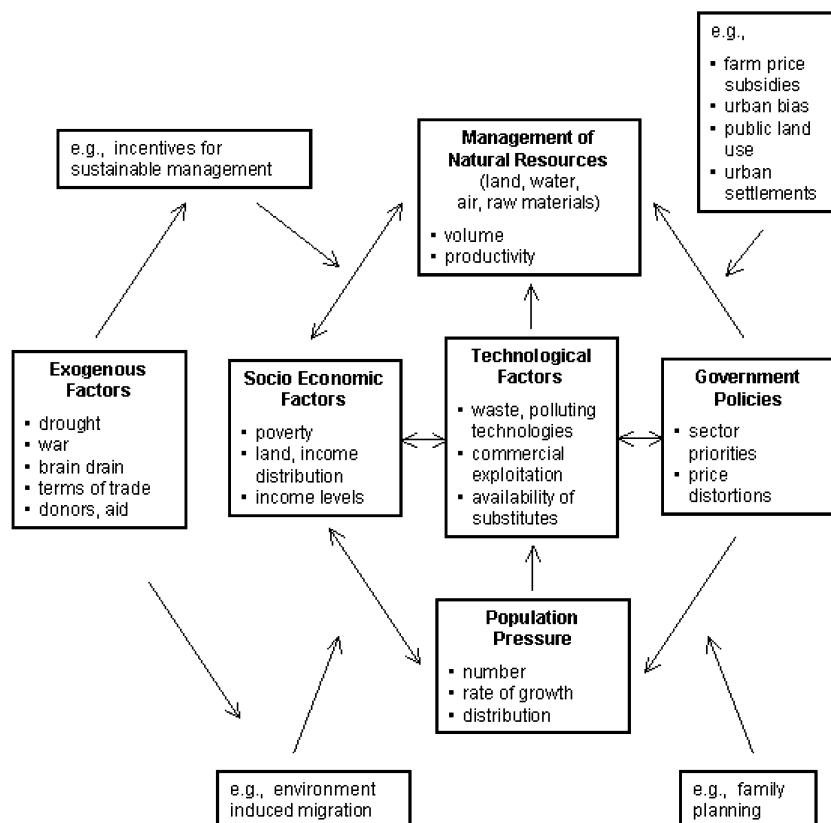 e.g.,
▪ farm price
subsidies
▪ urban bias
▪ public land
use
▪ urban
settlements
e.g., incentives for
sustainable management
Management of
Natural Resources
(land, water,
air, raw materials)
▪ volume
▪ productivity
Exogenous
Factors
▪ drought
▪ war
▪ brain drain
▪ terms of trade
▪ donors, aid
Socio Economic
Factors
▪ poverty
▪ land, income
distribution
▪ income levels
Technological
Factors
▪ waste, polluting
technologies
▪ commercial
exploitation
▪ availability of
substitutes
Government
Policies
▪ sector
priorities
▪ price
distortions
Population
Pressure
▪ number
▪ rate of growth
▪ distribution
e.g., environment
induced migration
e.g., family
planning